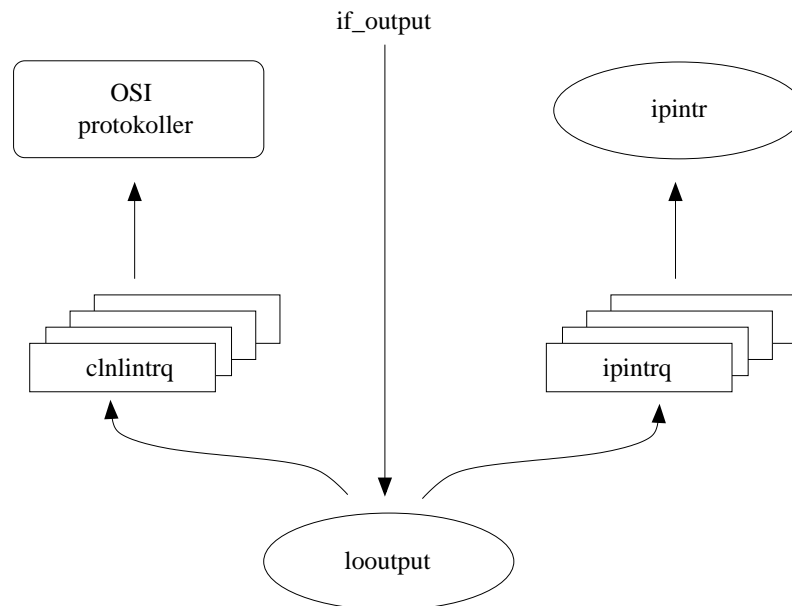 if_output
OSI
protokoller
ipintr
clnlintrq
ipintrq
looutput